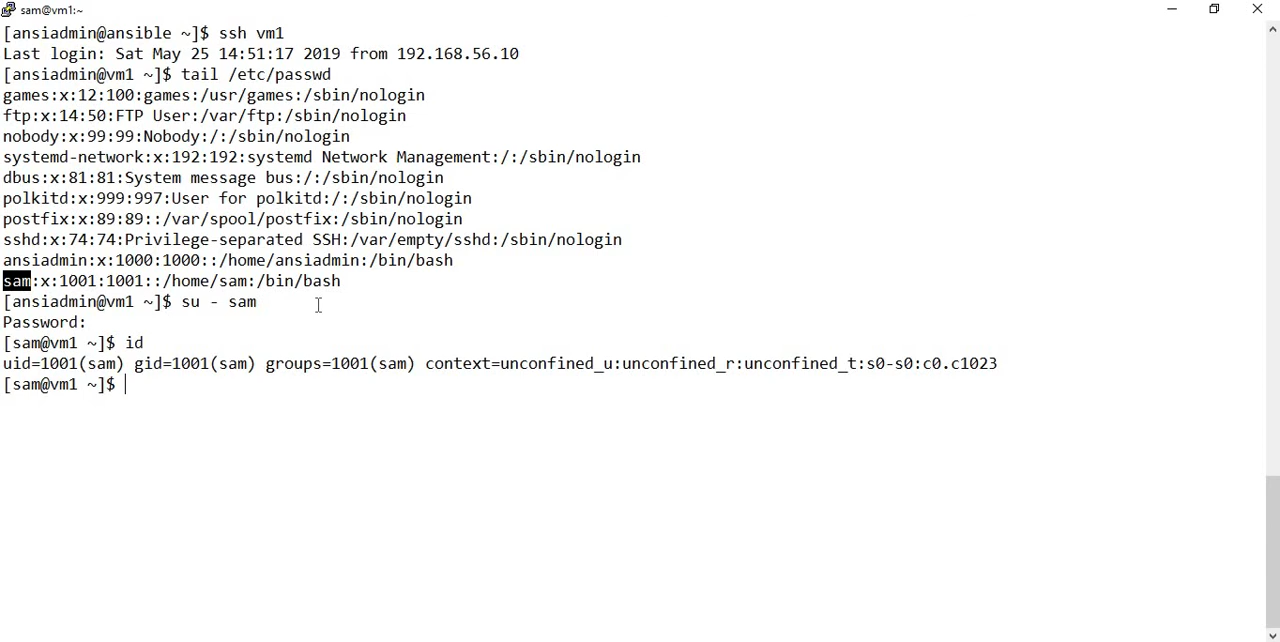 sam@vm1:~
[ansiadmin@ansible ~]$ ssh vm1
Last login: Sat May 25 14:51:17 2019 from 192.168.56.10
[ansiadmin@vm1 ~]$ tail /etc/passwd
games:x:12:100:games:/usr/games:/sbin/nologin
ftp:x:14:50:FTP User:/var/ftp:/sbin/nologin
nobody:x:99:99:Nobody:/:/sbin/nologin
systemd-network:x:192:192:systemd Network Management:/:/sbin/nologin
dbus:x:81:81:System message bus:/:/sbin/nologin
polkitd:x:999:997:User for polkitd:/:/sbin/nologin
postfix:x:89:89::/var/spool/postfix:/sbin/nologin
sshd:x:74:74:Privilege-separated SSH:/var/empty/sshd:/sbin/nologin
ansiadmin:x:1000:1000::/home/ansiadmin:/bin/bash
sam:x:1001:1001::/home/sam:/bin/bash
[ansiadmin@vm1 ~]$ su - sam
Password:
[sam@vm1 ~]$ id
uid=1001(sam) gid=1001(sam) groups=1001(sam) context=unconfined_u:unconfined_r:unconfined_t:s0-s0:c0.c1023
[sam@vm1 ~]$